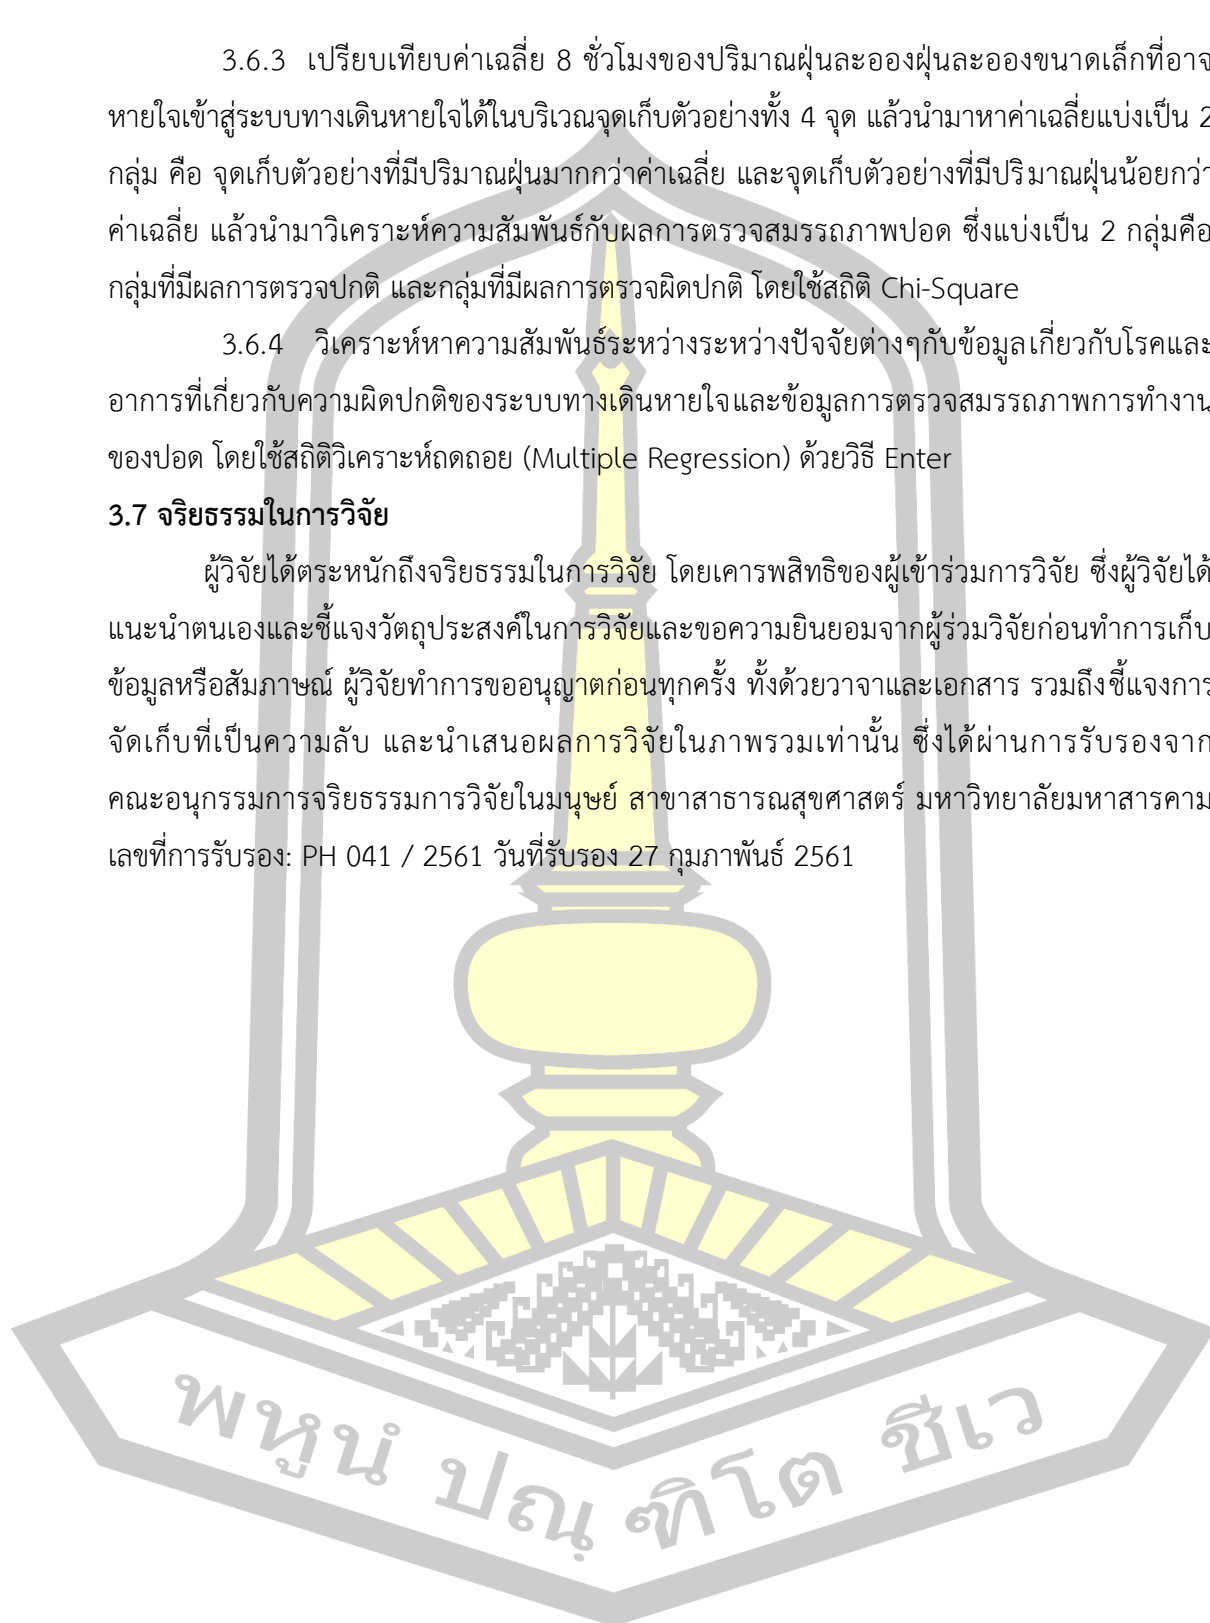 3.6.3 เปรียบเทียบค่าเฉลี่ย 8 ชั่วโมงของปริมาณฝุ่นละอองฝุ่นละอองขนาดเล็กที่อาจ
หายใจเข้าสู่ระบบทางเดินหายใจได้ในบริเวณจุดเก็บตัวอย่างทั้ง 4 จุด แล้วนำมาหาค่าเฉลี่ยแบ่งเป็น 2
กลุ่ม คือ จุดเก็บตัวอย่างที่มีปริมาณฝุ่นมากกว่าค่าเฉลี่ย และจุดเก็บตัวอย่างที่มีปริมาณฝุ่นน้อยกว่า
ค่าเฉลี่ย แล้วนำมาวิเคราะห์ความสัมพันธ์กับผลการตรวจสมรรถภาพปอด ซึ่งแบ่งเป็น 2 กลุ่มคือ
กลุ่มที่มีผลการตรวจปกติ และกลุ่มที่มีผลการตรวจผิดปกติ โดยใช้สถิติ Chi-Square
3.6.4 วิเคราะห์หาความสัมพันธ์ระหว่างระหว่างปัจจัยต่างๆกับข้อมูลเกี่ยวกับโรคและ
อาการที่เกี่ยวกับความผิดปกติของระบบทางเดินหายใจและข้อมูลการตรวจสมรรถภาพการทำงาน
ของปอด โดยใช้สถิติวิเคราะห์ถดถอย (Multiple Regression) ด้วยวิธี Enter
3.7 จริยธรรมในการวิจัย
ผู้วิจัยได้ตระหนักถึงจริยธรรมในการวิจัย โดยเคารพสิทธิของผู้เข้าร่วมการวิจัย ซึ่งผู้วิจัยได้
แนะนำตนเองและชี้แจงวัตถุประสงค์ในการวิจัยและขอความยินยอมจากผู้ร่วมวิจัยก่อนทำการเก็บ
ข้อมูลหรือสัมภาษณ์ ผู้วิจัยทำการขออนุญาตก่อนทุกครั้ง ทั้งด้วยวาจาและเอกสาร รวมถึงชี้แจงการ
จัดเก็บที่เป็นความลับ และนำเสนอผลการวิจัยในภาพรวมเท่านั้น ซึ่งได้ผ่านการรับรองจาก
คณะอนุกรรมการจริยธรรมการวิจัยในมนุษย์ สาขาสาธารณสุขศาสตร์ มหาวิทยาลัยมหาสารคาม
เลขที่การรับรอง: PH 041 / 2561 วันที่รับรอง 27 กุมภาพันธ์ 2561
พหูนํ ปณฺฑิโต ชีเว